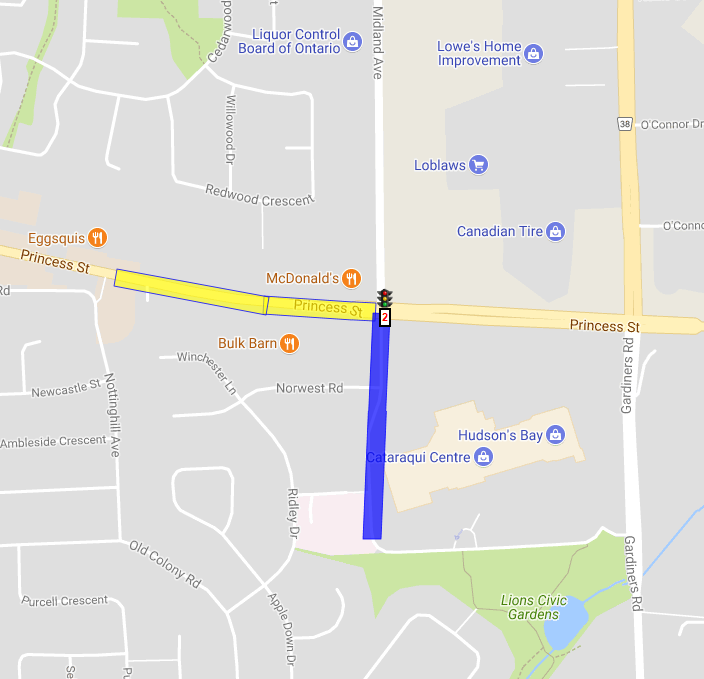 Cedarwoo
Midland Ave
Liquor Control
Board of Ontario
Lowe's Home
Improvement
38
O'Connor Dr
Willowood Dr
Loblaws
Redwood Crescent
O'Conno
Canadian Tire
Eggsquis
Princess St
McDonald's
Princess St
2
Princess St
Rd
Bulk Barn
Winchester Ln
Norwest Rd
Gardiners Rd
Newcastle St
Nottinghill Ave
Ambleside Crescent
Hudson's Bay
Cataraqui Centre
Ridley Dr
Old Colony Rd
Gardiners Rd
Purcell Crescent
Apple Down Dr
Lions Civic
Gardens
Se
Pu